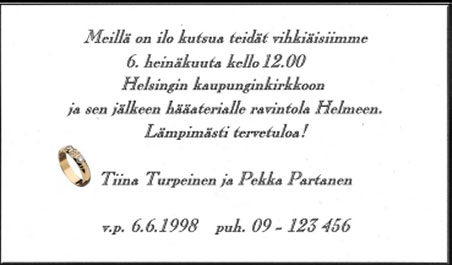 Meillä on ilo kutsua teidät vihkiäisiimme
6. heinäkuuta kello 12.00
Helsingin kaupunginkirkkoon
ja sen jälkeen hääaterialle ravintola Helmeen.
Lämpimästi tervetuloa!
Tiina Turpeinen ja Pekka Partanen
v.p. 6.6.1998 puh. 09 - 123 456